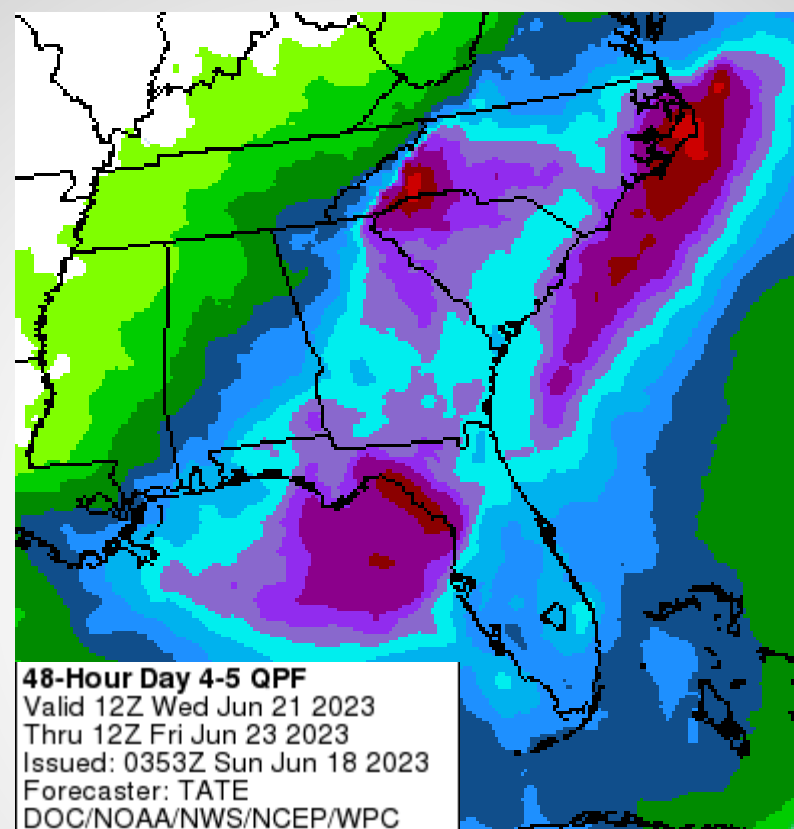 48-Hour Day 4-5 QPF
Valid 12Z Wed Jun 21 2023
Thru 12Z Fri Jun 23 2023
Issued: 0353Z Sun Jun 18 2023
Forecaster: TATE
DOC/NOAA/NWS/NCEP/WPC